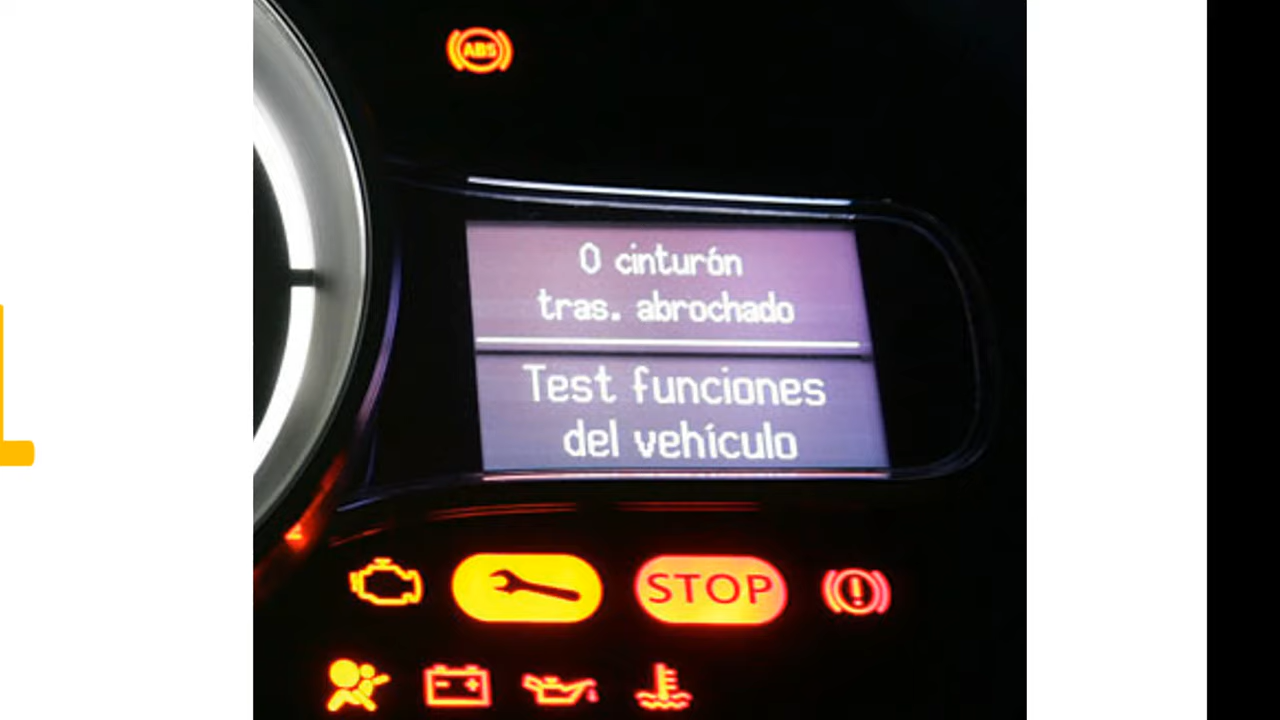 ABS
0 cinturón
tras. abrochado
Test funciones
del vehículo
STOP